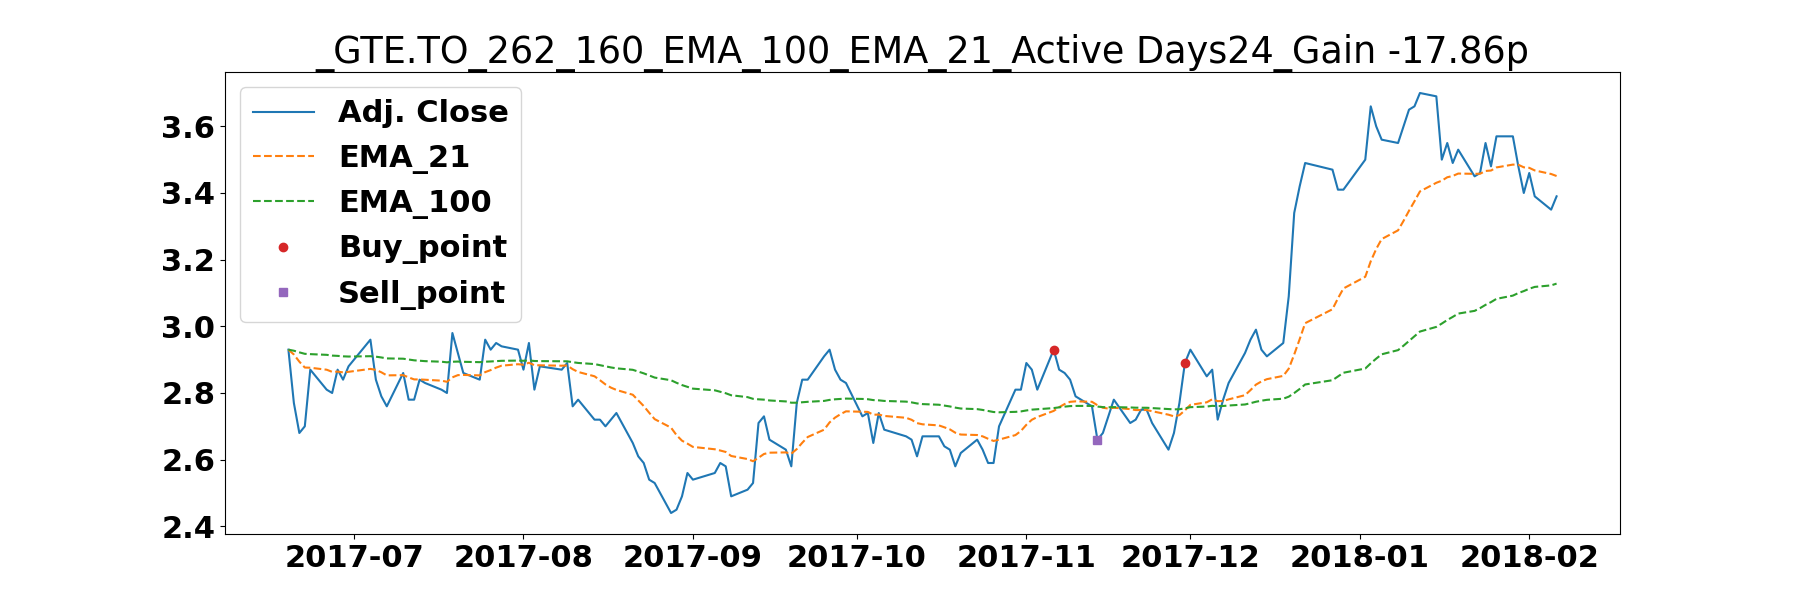 _GTE.TO_262_160_EMA_100_EMA_21_Active Days24_Gain -17.86p
Adj. Close
EMA_21
EMA_100
Buy_point
Sell_point
3.6
3.4
3.2
3.0
2.8
2.6
2.4
2017-07 2017-08 2017-09 2017-10 2017-11 2017-12 2018-01 2018-02